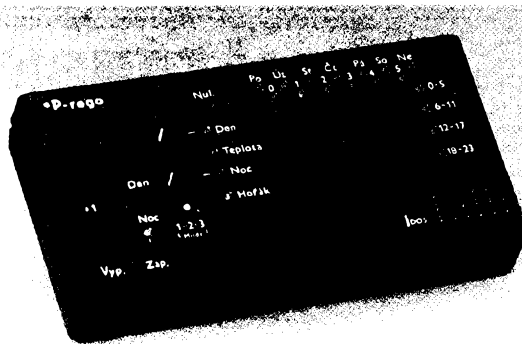 Po Út St Čt Pá So Ne
0 1 2 3 4 5
°P-rego
Nul.
Den
Teplota
Noc
Hořák
0-5
6-11
12-17
18-23
Den
Noc
1-2-3
Vyp. Zap.